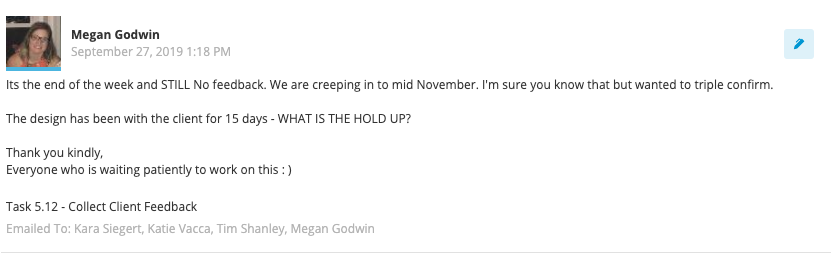 Megan Godwin
September 27, 2019 1:18 PM
Its the end of the week and STILL No feedback. We are creeping in to mid November. I'm sure you know that but wanted to triple confirm.
The design has been with the client for 15 days - WHAT IS THE HOLD UP?
Thank you kindly,
Everyone who is waiting patiently to work on this : )
Task 5.12 - Collect Client Feedback
Emailed To: Kara Siegert, Katie Vacca, Tim Shanley, Megan Godwin